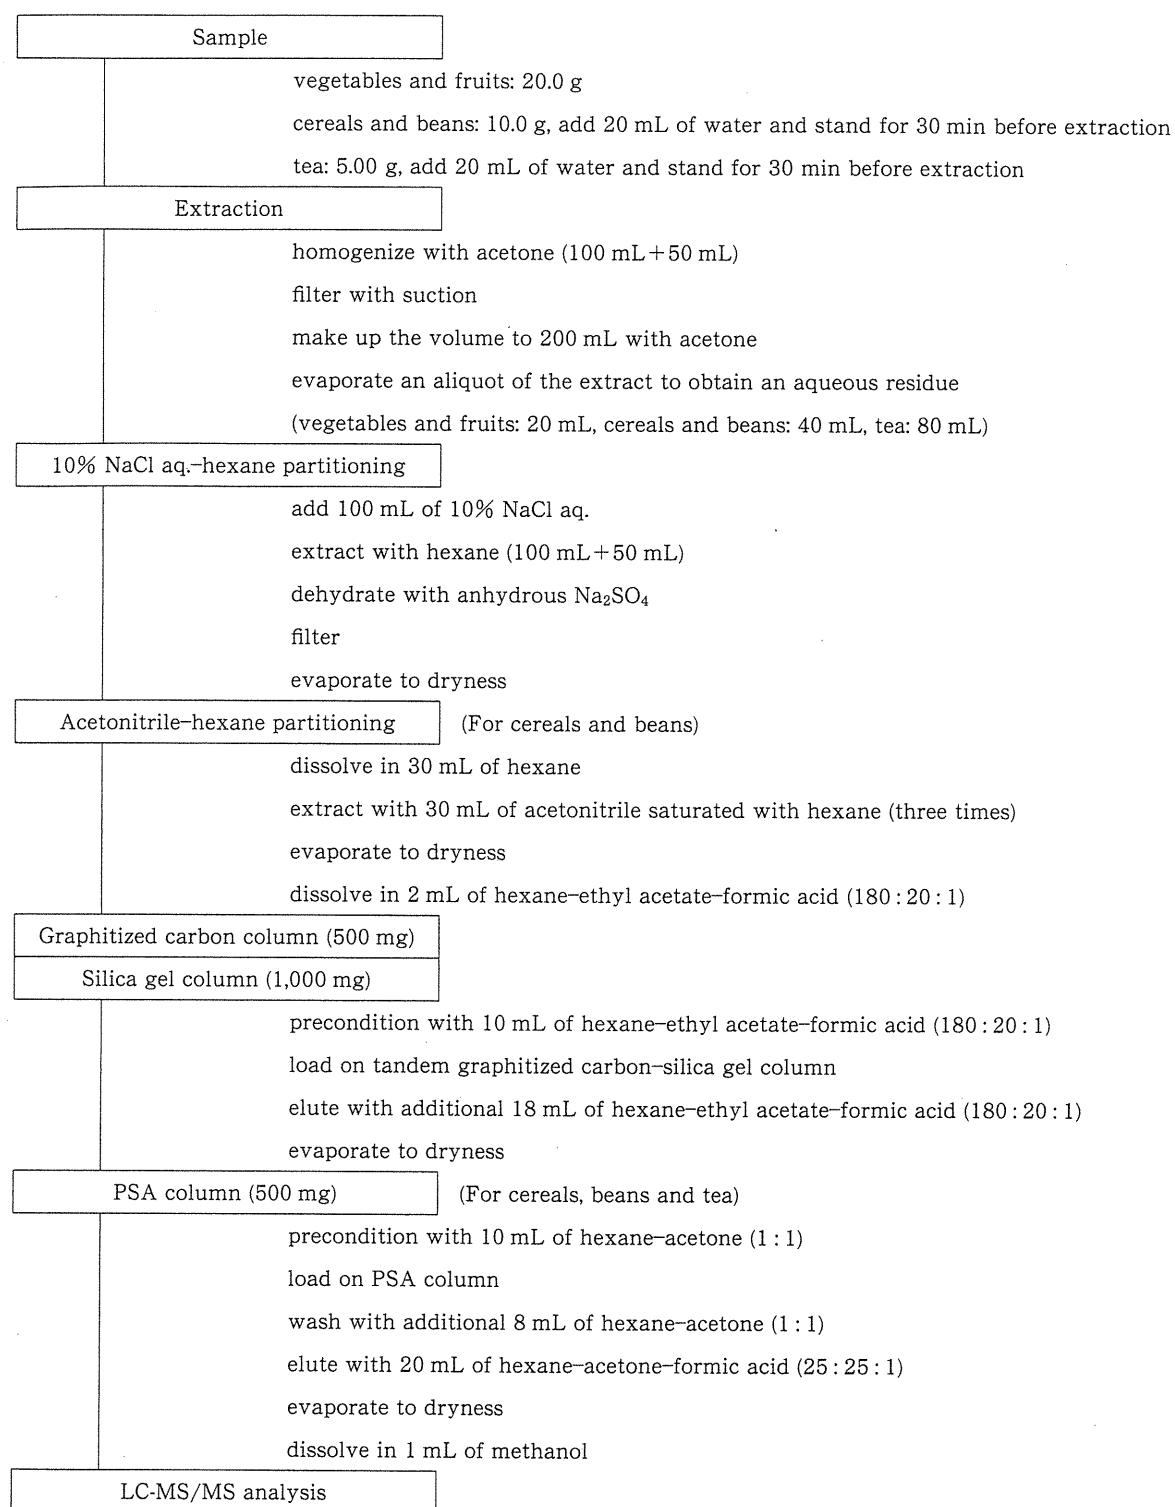 Sample
vegetables and fruits: 20.0 g
cereals and beans: 10.0 g, add 20 mL of water and stand for 30 min before extraction
tea: 5.00 g, add 20 mL of water and stand for 30 min before extraction
Extraction
homogenize with acetone (100 mL+50 mL)
filter with suction
make up the volume to 200 mL with acetone
evaporate an aliquot of the extract to obtain an aqueous residue
(vegetables and fruits: 20 mL, cereals and beans: 40 mL, tea: 80 mL)
10% NaCl aq.–hexane partitioning
add 100 mL of 10% NaCl aq.
extract with hexane (100 mL+50 mL)
dehydrate with anhydrous Na₂SO₄
filter
evaporate to dryness
Acetonitrile–hexane partitioning (For cereals and beans)
dissolve in 30 mL of hexane
extract with 30 mL of acetonitrile saturated with hexane (three times)
evaporate to dryness
dissolve in 2 mL of hexane–ethyl acetate–formic acid (180 : 20 : 1)
Graphitized carbon column (500 mg)
Silica gel column (1,000 mg)
precondition with 10 mL of hexane–ethyl acetate–formic acid (180 : 20 : 1)
load on tandem graphitized carbon–silica gel column
elute with additional 18 mL of hexane–ethyl acetate–formic acid (180 : 20 : 1)
evaporate to dryness
PSA column (500 mg) (For cereals, beans and tea)
precondition with 10 mL of hexane–acetone (1 : 1)
load on PSA column
wash with additional 8 mL of hexane–acetone (1 : 1)
elute with 20 mL of hexane–acetone–formic acid (25 : 25 : 1)
evaporate to dryness
dissolve in 1 mL of methanol
LC-MS/MS analysis